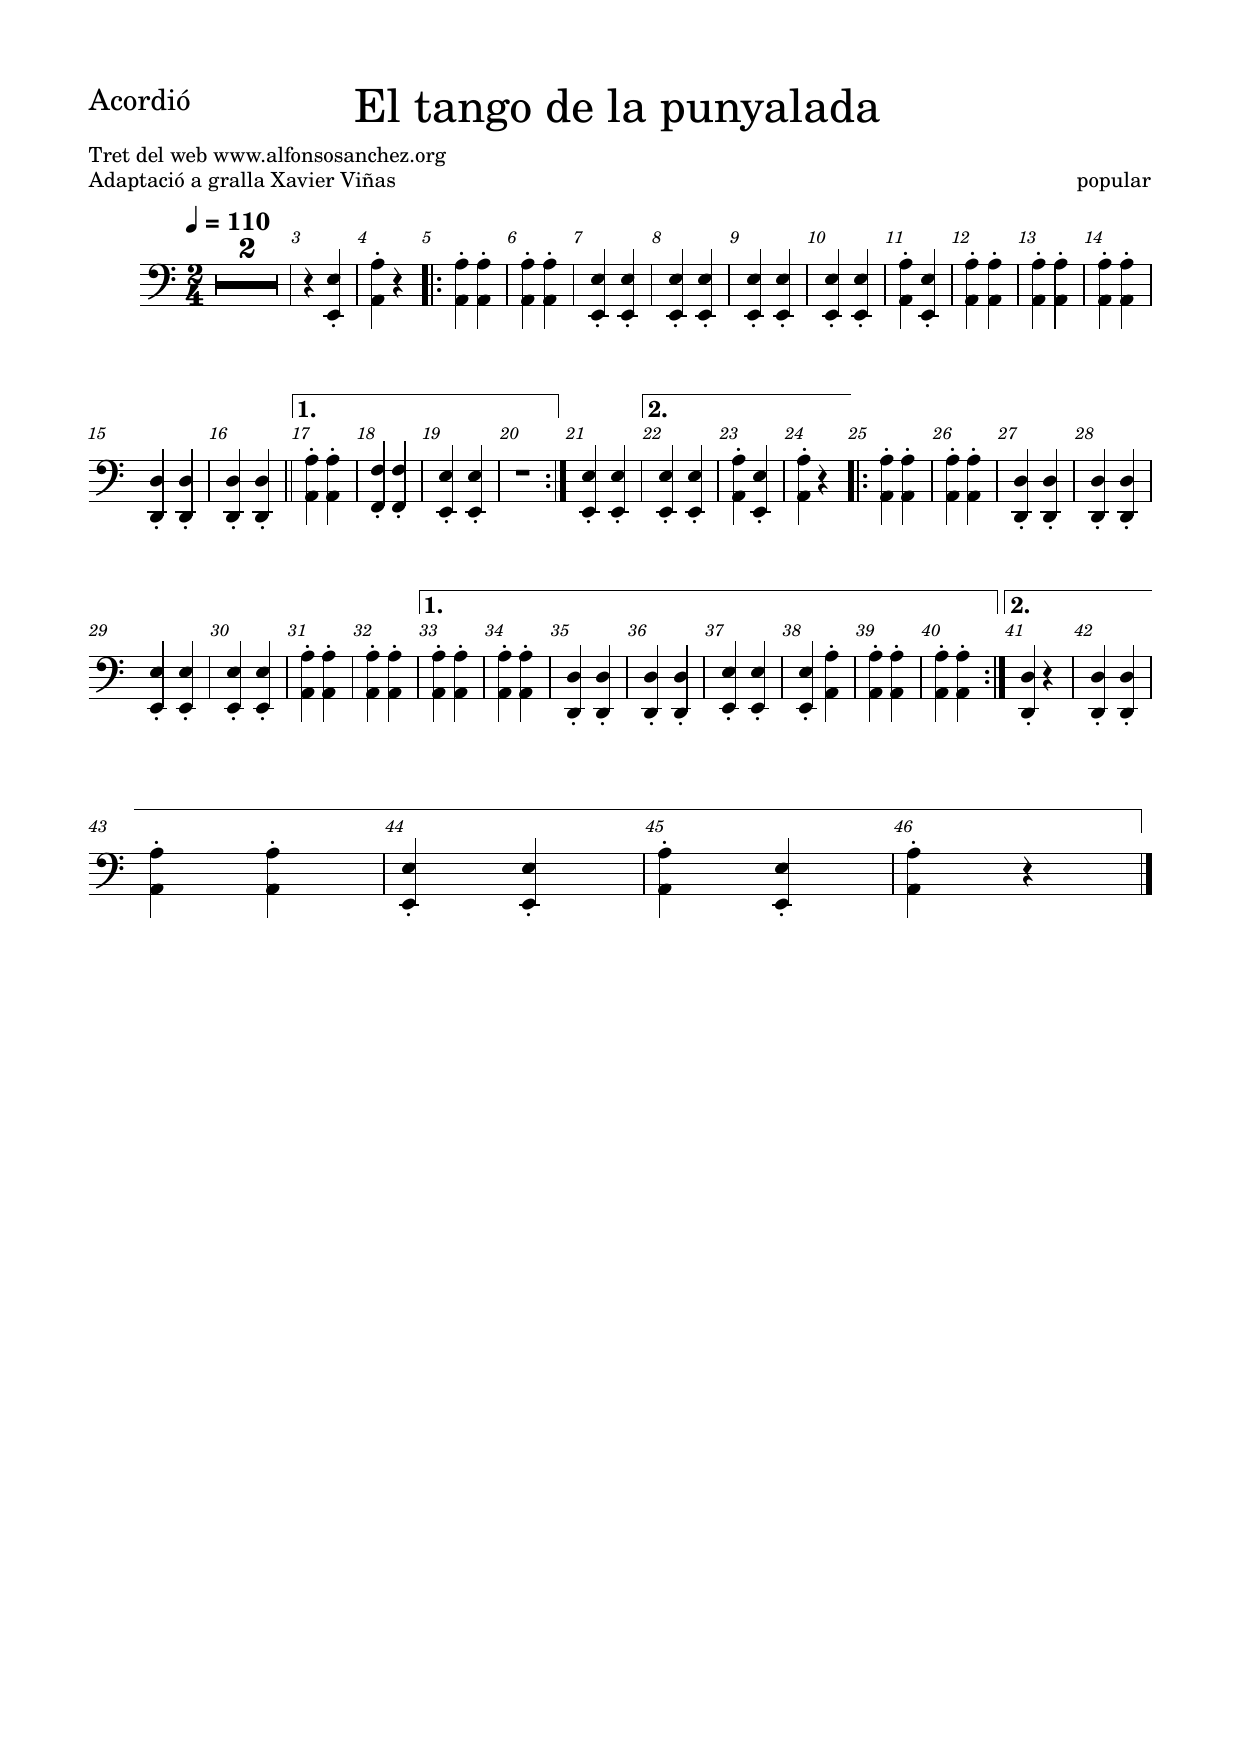 Acordió
El tango de la punyalada
Tret del web www.alfonsosanchez.org
Adaptació a gralla Xavier Viñas
popular
= 110
2
3 4 5 6 7 8 9 10 11 12 13 14
2
4
1. 2.
15 16 17 18 19 20 21 22 23 24 25 26 27 28
1. 2.
29 30 31 32 33 34 35 36 37 38 39 40 41 42
43 44 45 46